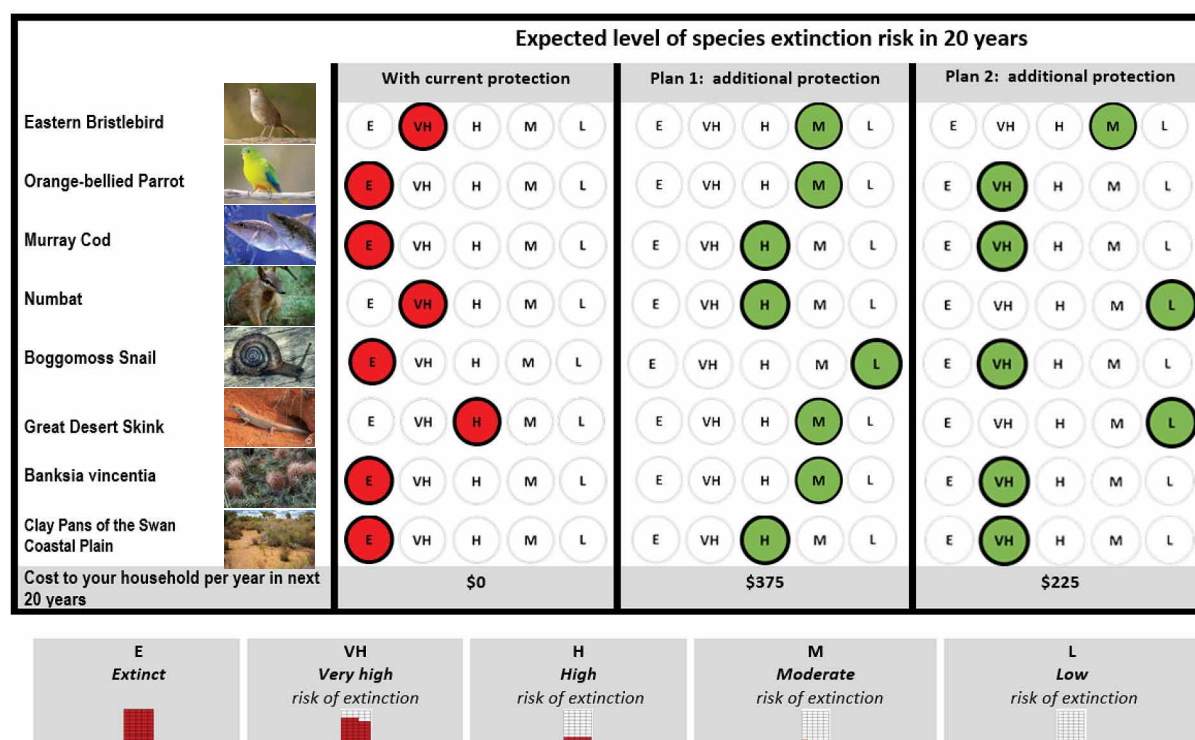 Expected level of species extinction risk in 20 years
With current protection Plan 1: additional protection Plan 2: additional protection
Eastern Bristlebird E VH H M L E VH H M L E VH H M L
Orange-bellied Parrot E VH H M L E VH H M L E VH H M L
Murray Cod E VH H M L E VH H M L E VH H M L
Numbat E VH H M L E VH H M L E VH H M L
Boggomoss Snail E VH H M L E VH H M L E VH H M L
Great Desert Skink E VH H M L E VH H M L E VH H M L
Banksia vincentia E VH H M L E VH H M L E VH H M L
Clay Pans of the Swan
Coastal Plain E VH H M L E VH H M L E VH H M L
Cost to your household per year in next
20 years $0 $375 $225
E VH H M L
Extinct Very high High Moderate Low
risk of extinction risk of extinction risk of extinction risk of extinction